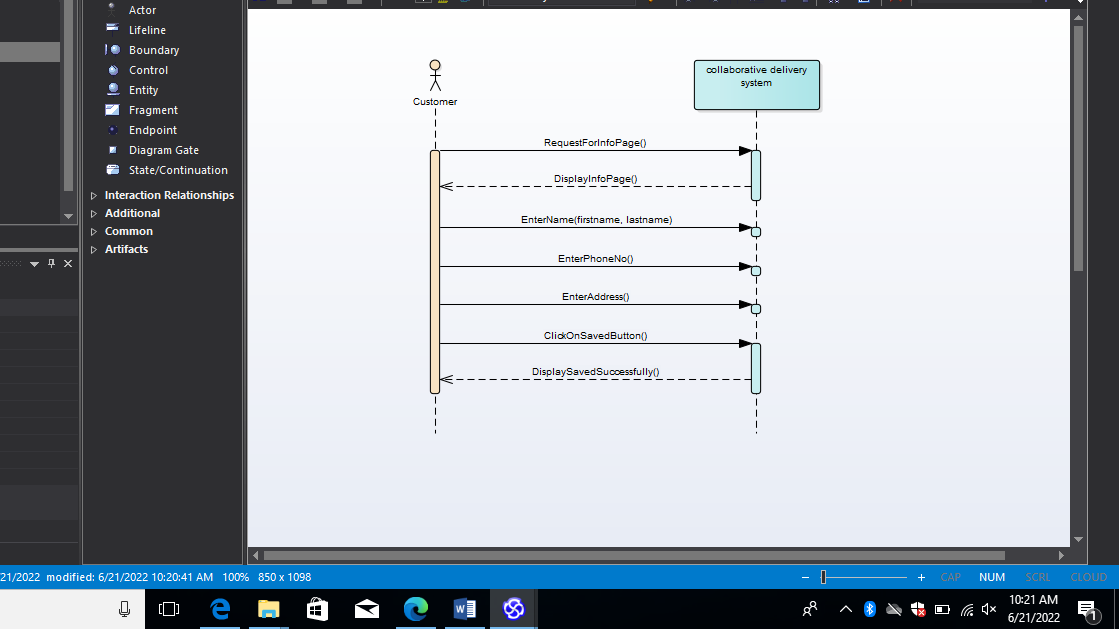 Actor
Lifeline
Boundary
Control
Entity
Fragment
Endpoint
Diagram Gate
State/Continuation
Interaction Relationships
Additional
Common
Artifacts
Customer
collaborative delivery
system
RequestForInfoPage()
DisplayInfoPage()
EnterName(firstname, lastname)
EnterPhoneNo()
EnterAddress()
ClickOnSavedButton()
DisplaySavedSuccessfully()
21/2022 modified: 6/21/2022 10:20:41 AM 100% 850 x 1098
CAP NUM SCRL CLOUD
10:21 AM
6/21/2022
1